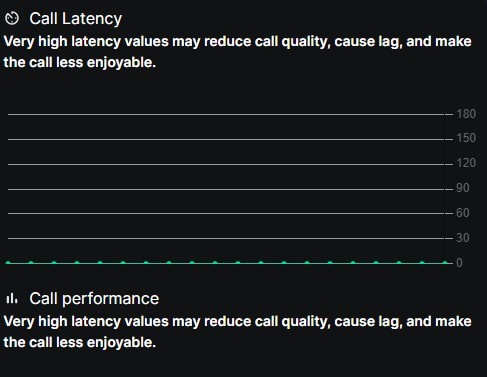 Call Latency
Very high latency values may reduce call quality, cause lag, and make
the call less enjoyable.
180
150
120
90
60
30
0
Call performance
Very high latency values may reduce call quality, cause lag, and make
the call less enjoyable.